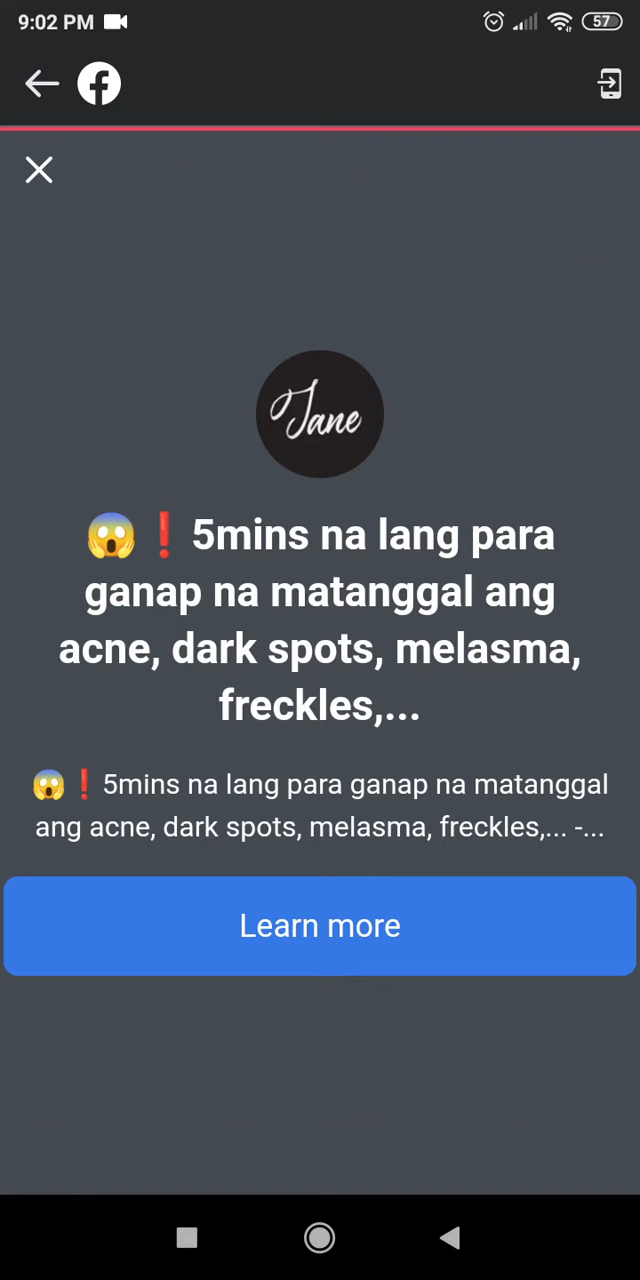 9:02 PM
57
Jane
😱❗5mins na lang para
ganap na matanggal ang
acne, dark spots, melasma,
freckles,...
😱❗5mins na lang para ganap na matanggal
ang acne, dark spots, melasma, freckles,... -...
Learn more